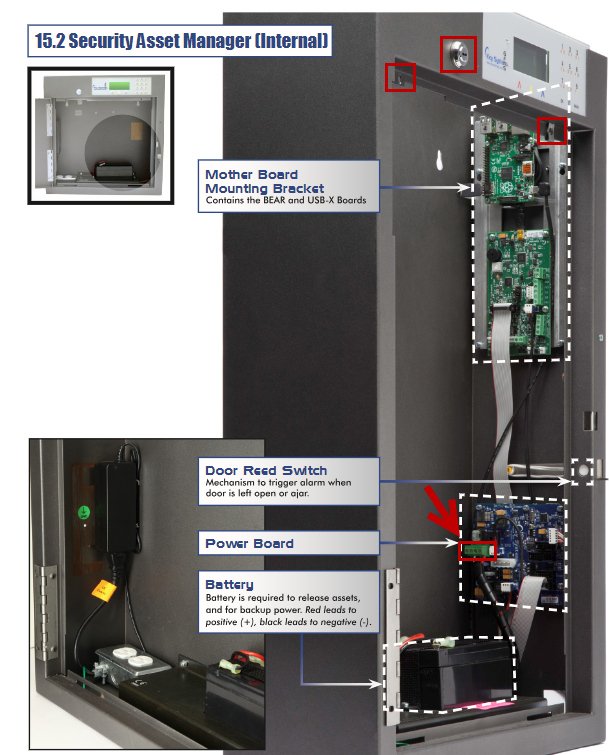 15.2 Security Asset Manager (Internal)
Mother Board
Mounting Bracket
Contains the BEAR and USB-X Boards
Door Reed Switch
Mechanism to trigger alarm when
door is left open or ajar.
Power Board
Battery
Battery is required to release assets,
and for backup power. Red leads to
positive (+), black leads to negative (-).